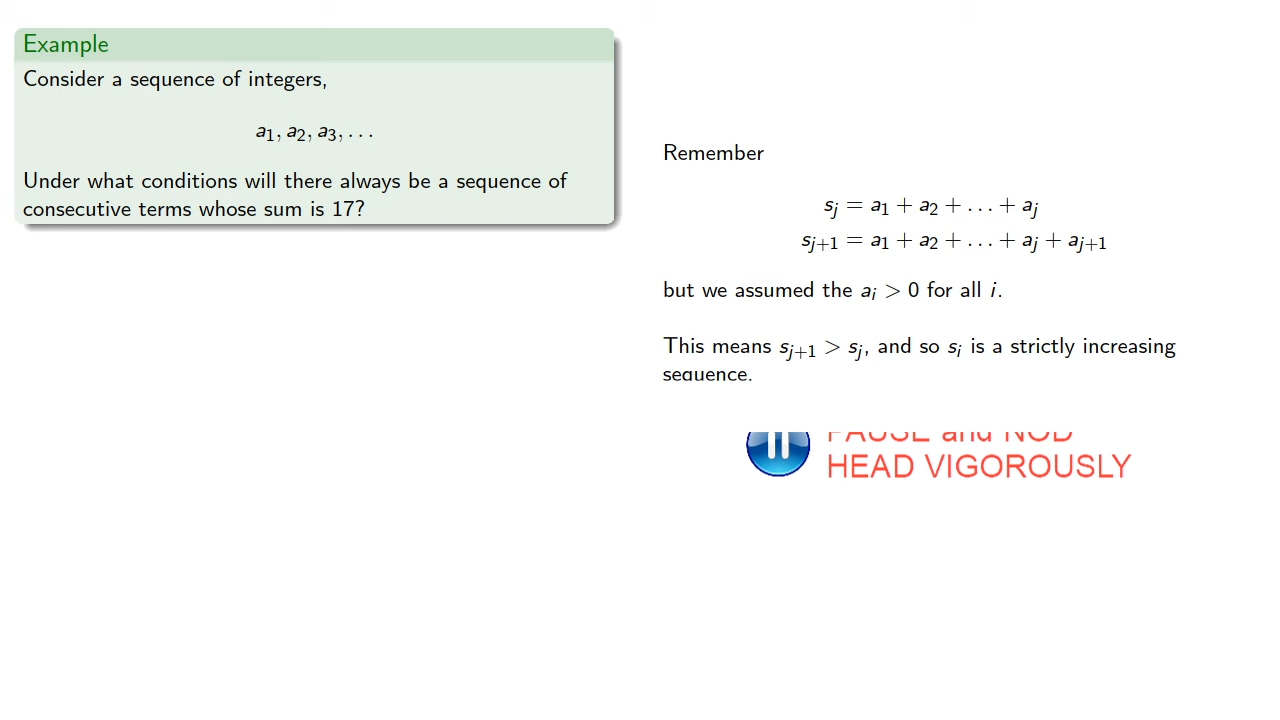 Example
Consider a sequence of integers,
a₁, a₂, a₃, . . .
Under what conditions will there always be a sequence of
consecutive terms whose sum is 17?
Remember
sⱼ = a₁ + a₂ + . . . + aⱼ
sⱼ₊₁ = a₁ + a₂ + . . . + aⱼ + aⱼ₊₁
but we assumed the aᵢ > 0 for all i.
This means sⱼ₊₁ > sⱼ, and so sᵢ is a strictly increasing
sequence.
PAUSE and NOD
HEAD VIGOROUSLY